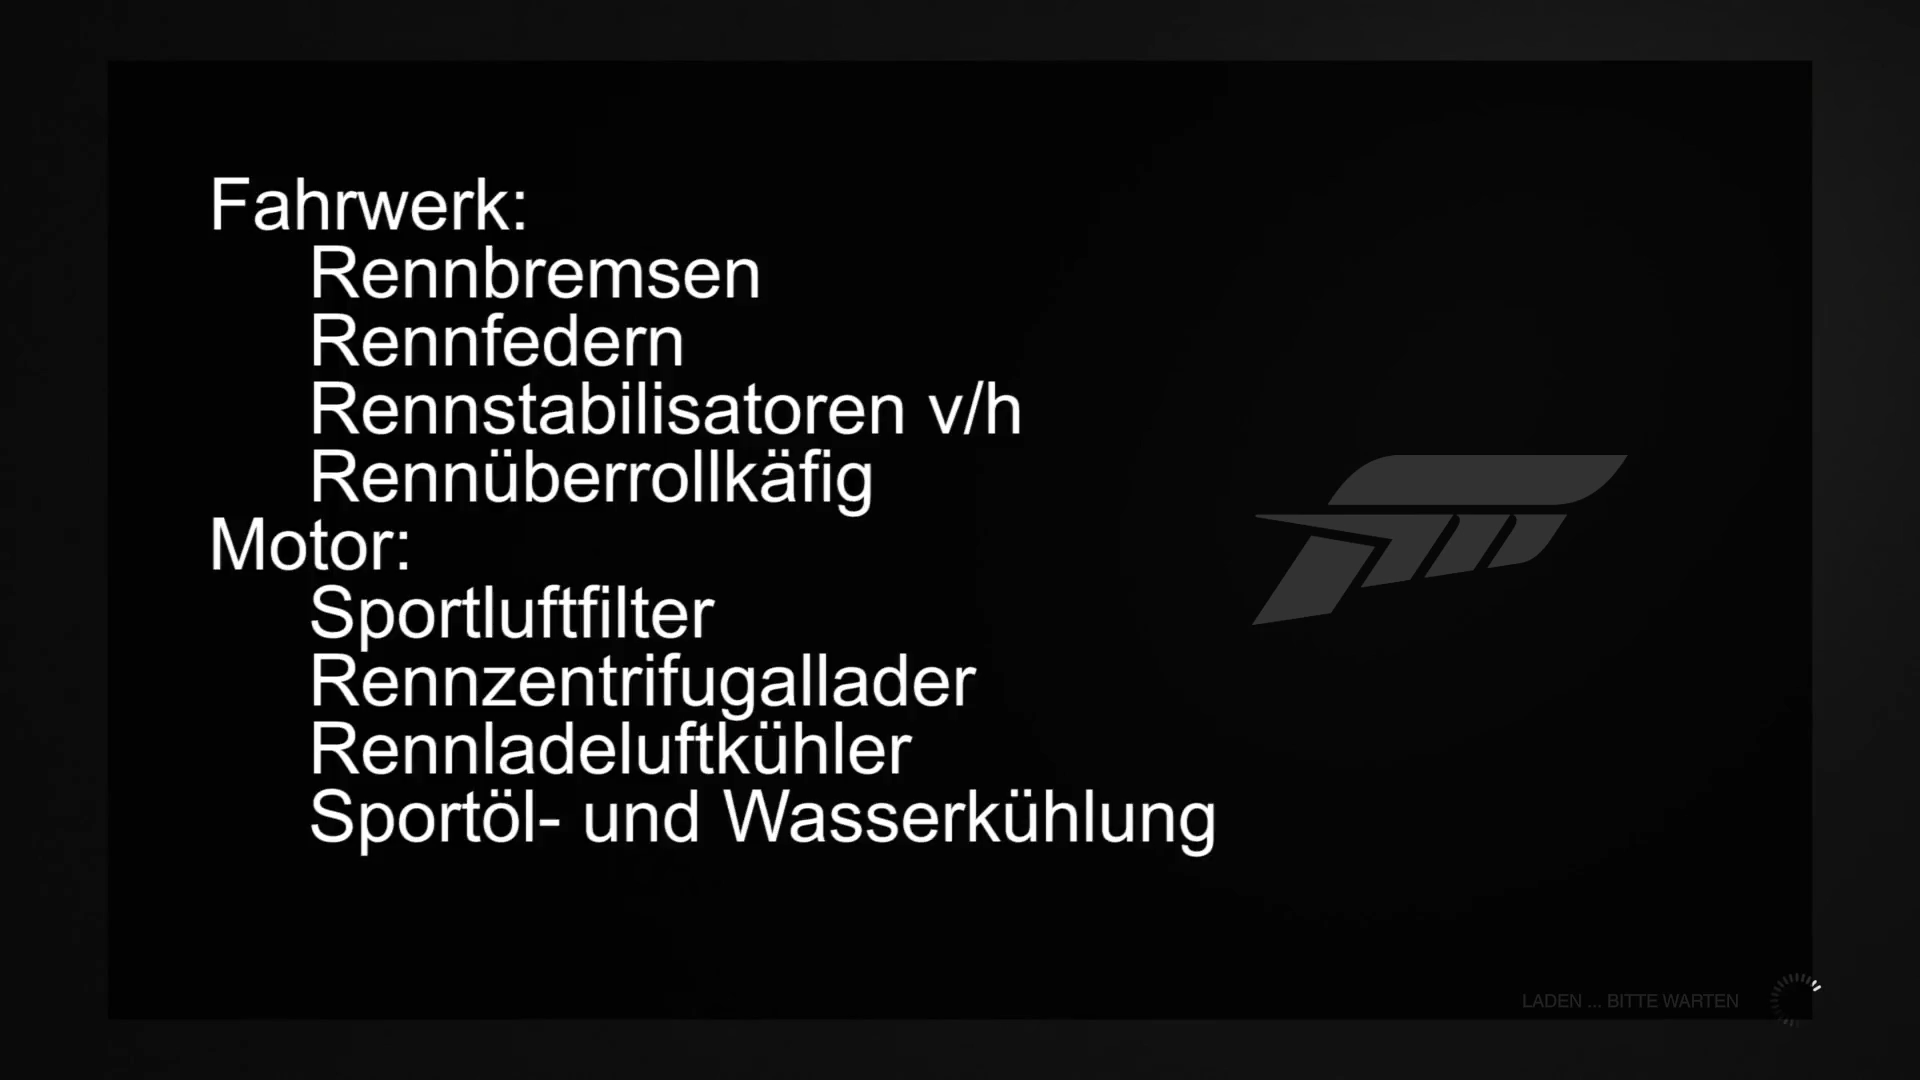 Fahrwerk:
Rennbremsen
Rennfedern
Rennstabilisatoren v/h
Rennüberrollkäfig
Motor:
Sportluftfilter
Rennzentrifugallader
Rennladeluftkühler
Sportöl- und Wasserkühlung
LADEN ... BITTE WARTEN